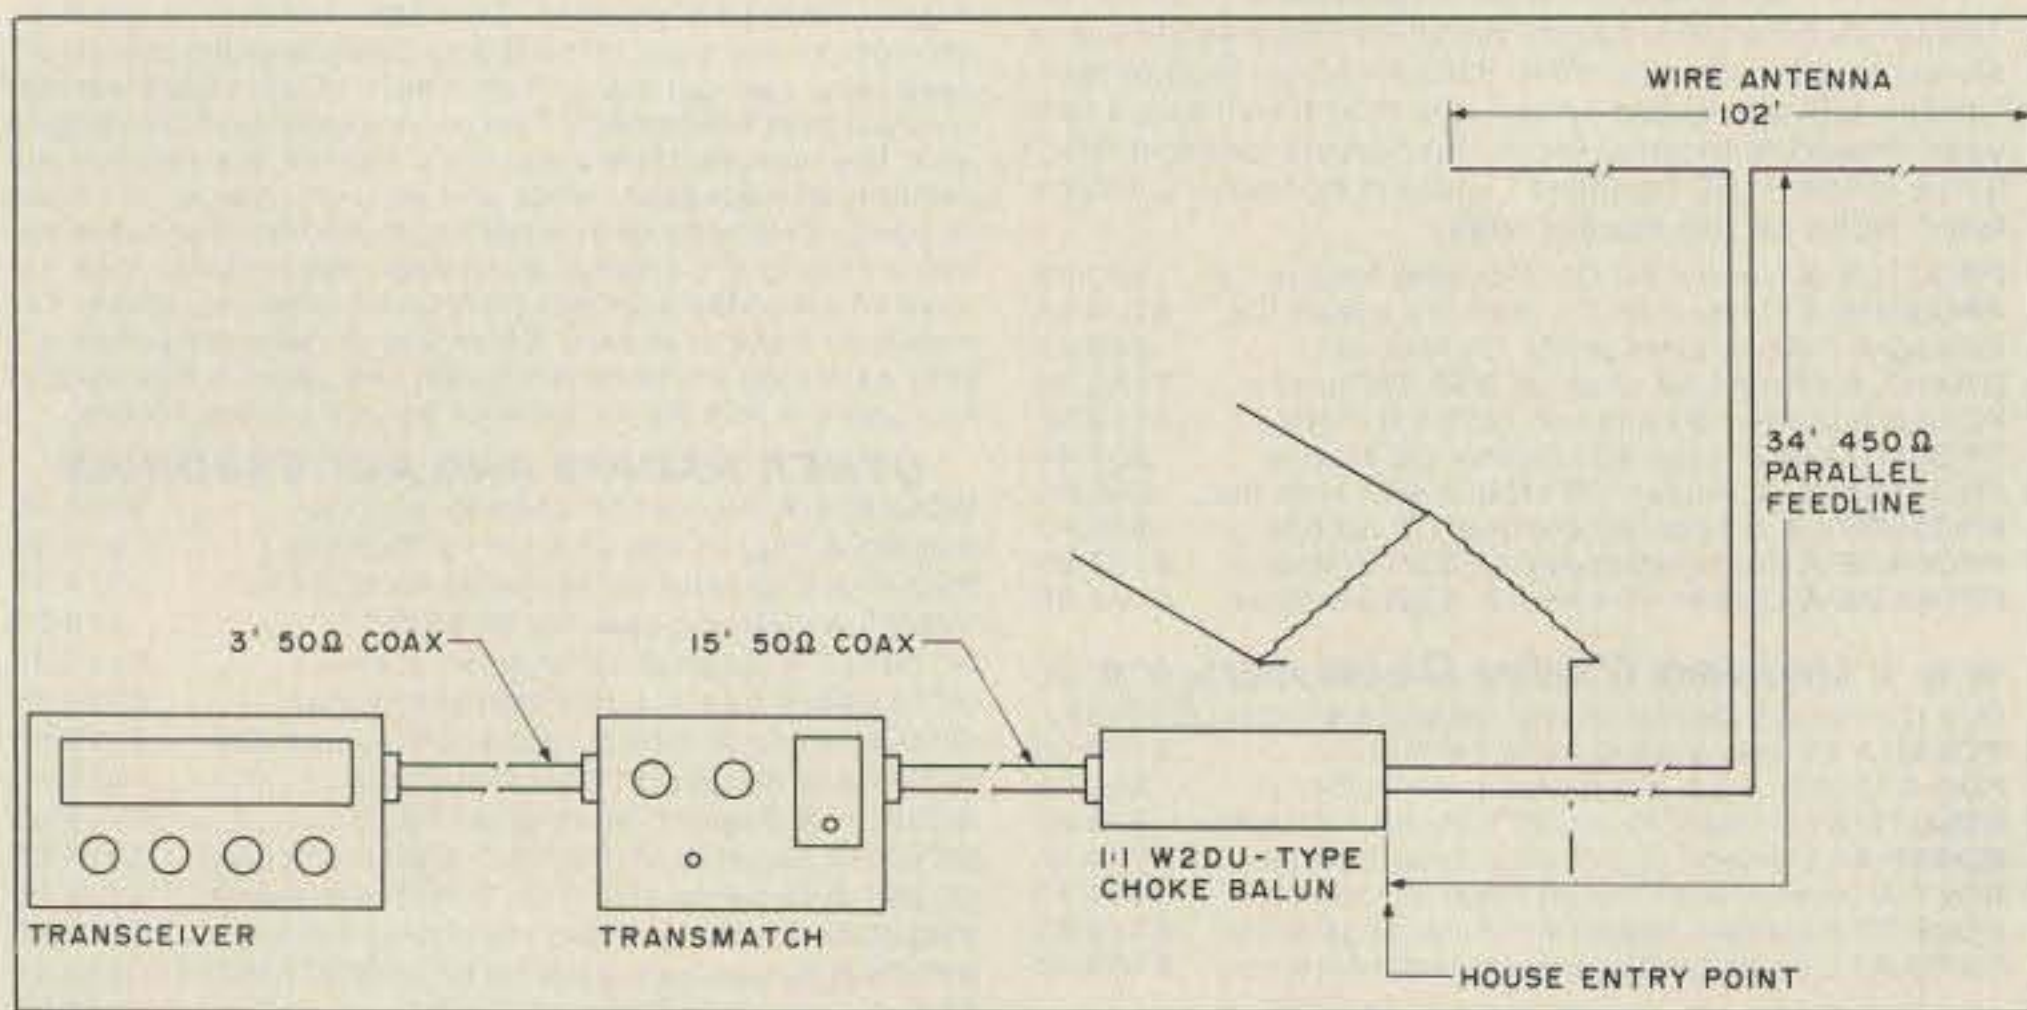 WIRE ANTENNA
102'
34' 450Ω
PARALLEL
FEEDLINE
3' 50Ω COAX
15' 50Ω COAX
1:1 W2DU-TYPE
CHOKE BALUN
TRANSCEIVER
TRANSMATCH
HOUSE ENTRY POINT